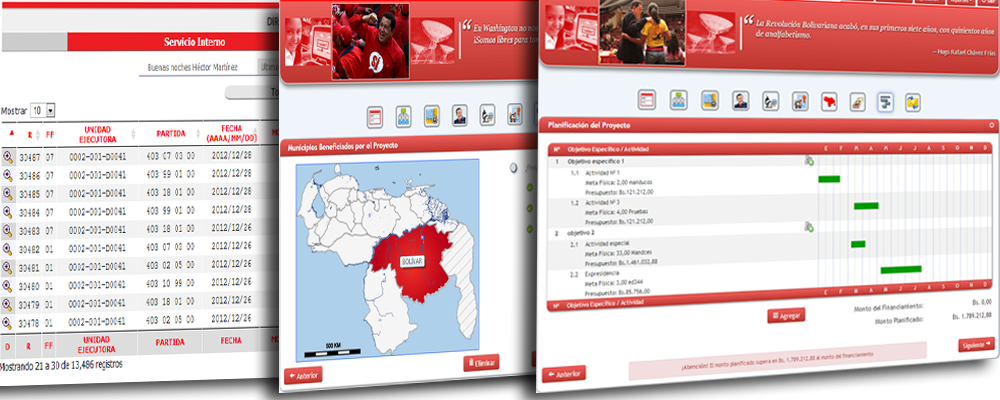 DIR
Servicio Interno
Buenas noches Héctor Martírez
To
Mostrar 10
R FF UNIDAD EJECUTORA PARTIDA FECHA (AAAA/MM/DD)
30487 07 0002-001-D0041 403 07 03 00 2012/12/28
30486 07 0002-001-D0041 403 99 01 00 2012/12/28
30485 07 0002-001-D0041 403 18 01 00 2012/12/28
30484 07 0002-001-D0041 403 99 01 00 2012/12/28
30483 07 0002-001-D0041 403 18 01 00 2012/12/26
30482 01 0002-001-D0041 403 07 03 00 2012/12/26
30481 01 0002-001-D0041 403 02 05 00 2012/12/26
30480 01 0002-001-D0041 403 10 99 00 2012/12/26
30479 01 0002-001-D0041 403 18 01 00 2012/12/26
30478 01 0002-001-D0041 403 02 05 00 2012/12/26
D R FF UNIDAD EJECUTORA PARTIDA FECHA
Mostrando 21 a 30 de 13,486 registros
“ En Washington no
¡Somos libres para
Municipios Beneficiados por el Proyecto
BOLÍVAR
500 KM
Eliminar
Anterior
“ La Revolución Bolivariana acabó, en sus primeros siete años, con quinientos años
de analfabetismo.
— Hugo Rafael Chávez Frías
Planificación del Proyecto
Nº Objetivo Específico / Actividad E F M A M J J A S O N D
1 Objetivo específico 1
1.1 Actividad Nº 1
Meta Física: 2,00 manducos
Presupuesto: Bs.121.212,00
1.2 Actividad Nº 3
Meta Física: 4,00 Pruebas
Presupuesto: Bs.121.212,00
2 objetivo 2
2.1 Actividad especial
Meta Física: 33,00 Mandces
Presupuesto: Bs.1.461.032,88
2.2 Expresidencia
Meta Física: 3,00 ed344
Presupuesto: Bs.85.756,00
Nº Objetivo Específico / Actividad E F M A M J J A S O N D
Agregar
Monto del Financiamiento: Bs. 0,00
Monto Planificado: Bs. 1.789.212,88
Siguiente
¡Atención! El monto planificado supera en Bs. 1.789.212,88 al monto del financiamiento
Anterior